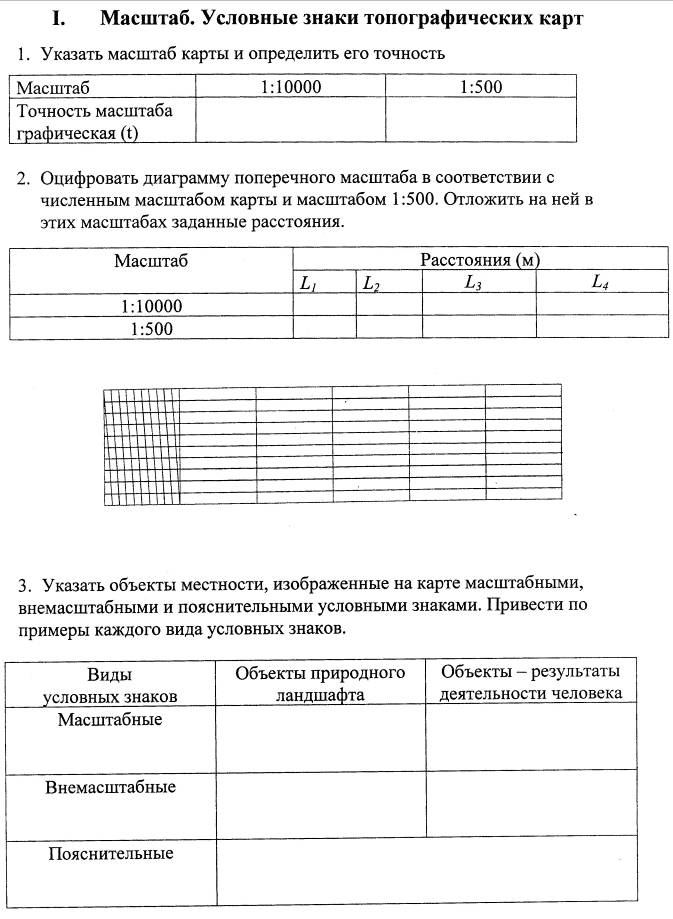 I. Масштаб. Условные знаки топографических карт
1. Указать масштаб карты и определить его точность
Масштаб 1:10000 1:500
Точность масштаба
графическая (t)
2. Оцифровать диаграмму поперечного масштаба в соответствии с
численным масштабом карты и масштабом 1:500. Отложить на ней в
этих масштабах заданные расстояния.
Масштаб Расстояния (м)
L1 L2 L3 L4
1:10000
1:500
3. Указать объекты местности, изображенные на карте масштабными,
внемасштабными и пояснительными условными знаками. Привести по
примеры каждого вида условных знаков.
Виды Объекты природного Объекты – результаты
условных знаков ландшафта деятельности человека
Масштабные
Внемасштабные
Пояснительные